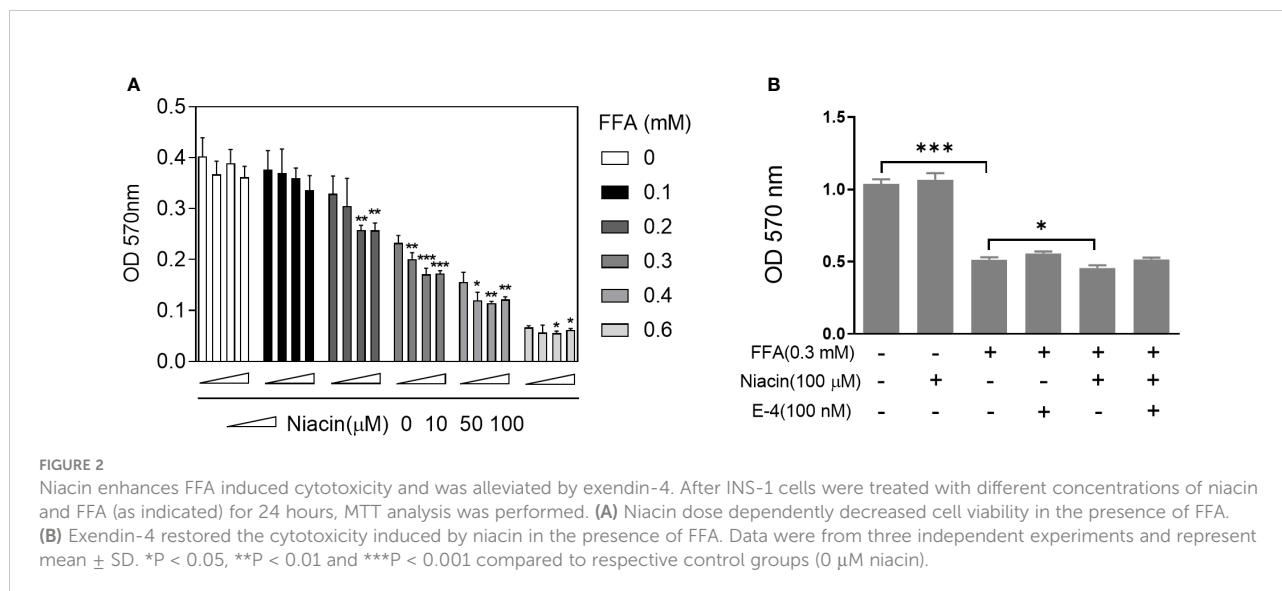 A
0.5
0.4
0.3
0.2
0.1
0.0
OD 570nm
** **
** *** ***
* ** **
* *
Niacin(μM) 0 10 50 100
FFA (mM)
0
0.1
0.2
0.3
0.4
0.6
B
1.5
1.0
0.5
0.0
OD 570 nm
***
*
FFA(0.3 mM) - - + + + +
Niacin(100 μM) - + - - + +
E-4(100 nM) - - - + - +
FIGURE 2
Niacin enhances FFA induced cytotoxicity and was alleviated by exendin-4. After INS-1 cells were treated with different concentrations of niacin
and FFA (as indicated) for 24 hours, MTT analysis was performed. (A) Niacin dose dependently decreased cell viability in the presence of FFA.
(B) Exendin-4 restored the cytotoxicity induced by niacin in the presence of FFA. Data were from three independent experiments and represent
mean ± SD. *P < 0.05, **P < 0.01 and ***P < 0.001 compared to respective control groups (0 μM niacin).